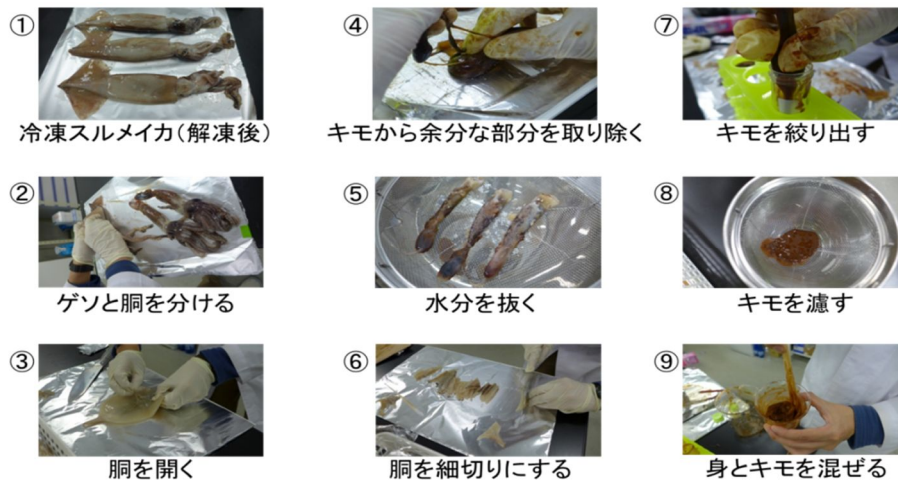 ①
冷凍スルメイカ(解凍後)
②
ゲソと胴を分ける
③
胴を開く
④
キモから余分な部分を取り除く
⑤
水分を抜く
⑥
胴を細切りにする
⑦
キモを絞り出す
⑧
キモを濾す
⑨
身とキモを混ぜる